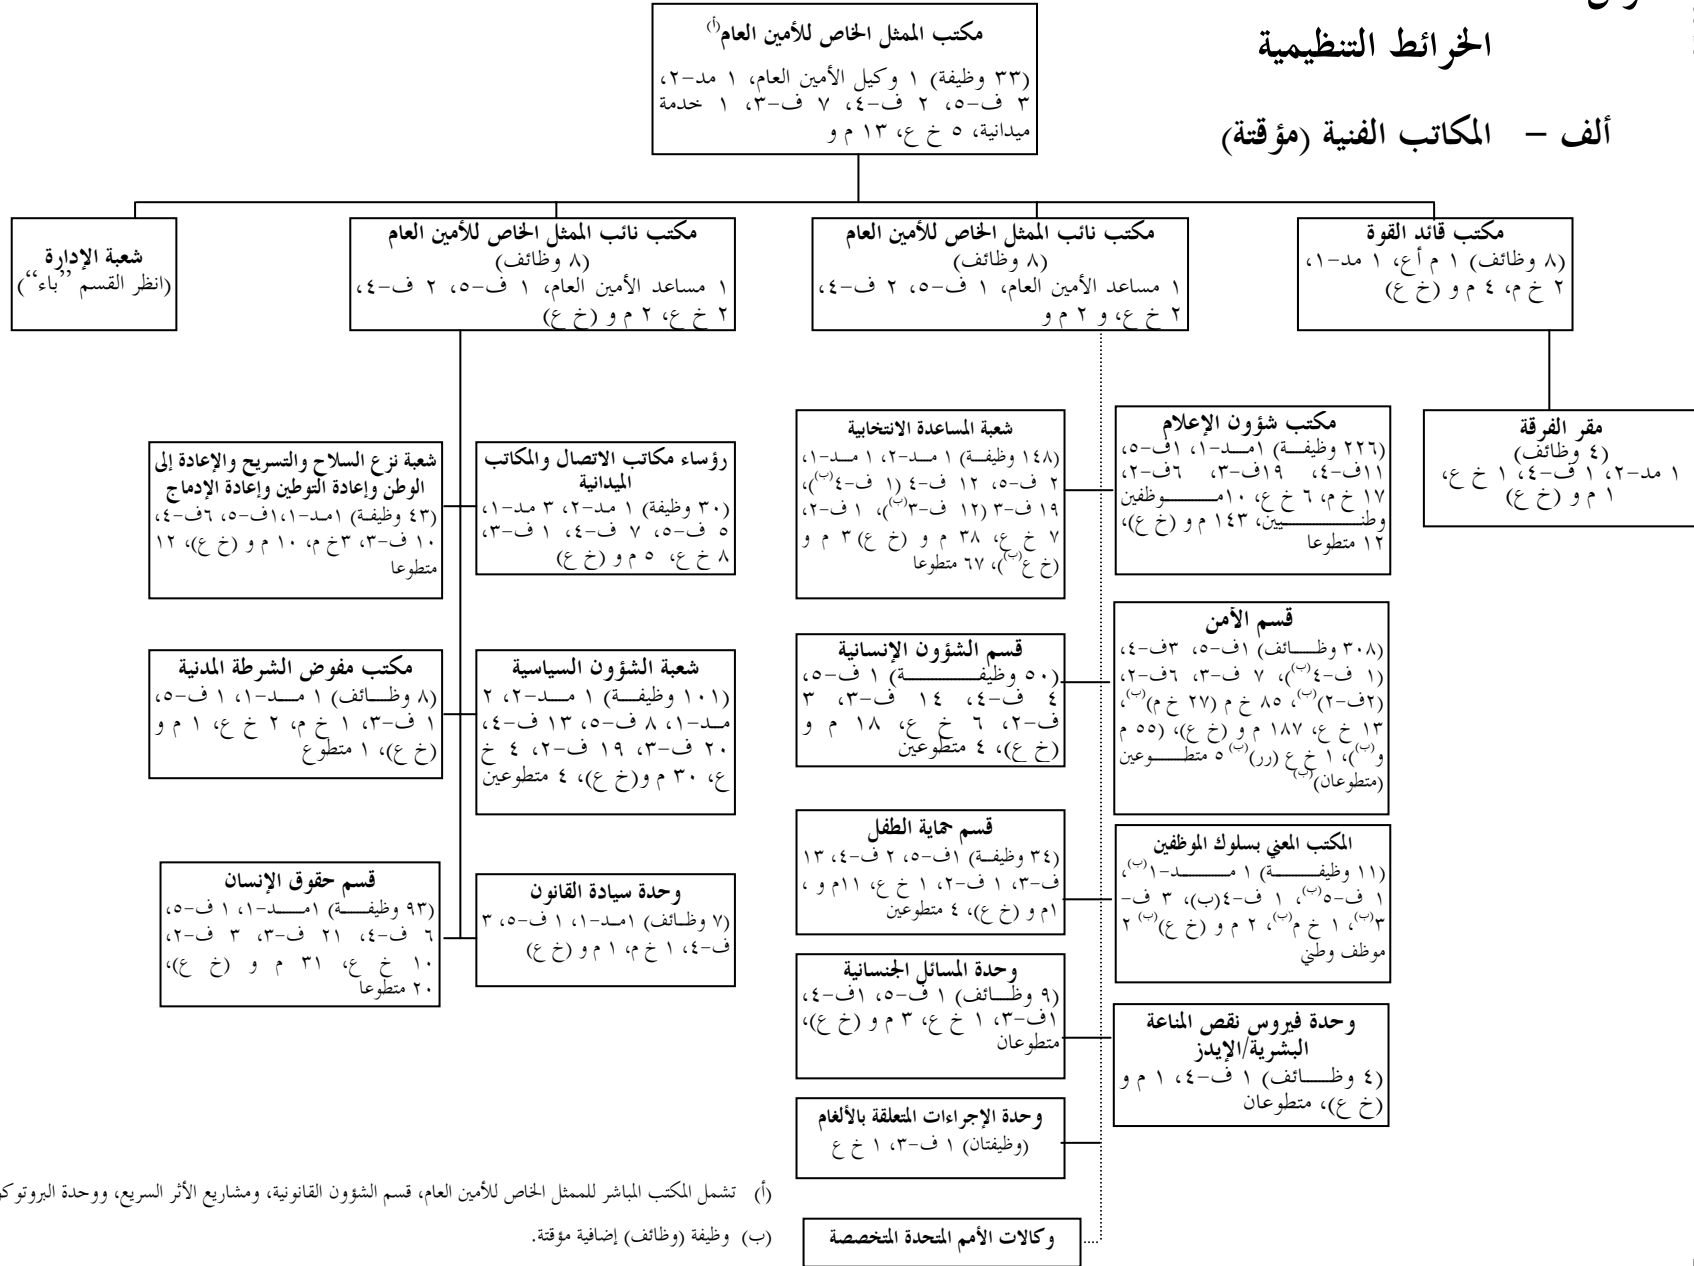 الخرائط التنظيمية
ألف – المكاتب الفنية (مؤقتة)
مكتب الممثل الخاص للأمين العام(أ)
(٣٣ وظيفة) ١ وكيل الأمين العام، ١ مد-٢،
٣ ف-٥، ٢ ف-٤، ٧ ف-٣، ١ خدمة
ميدانية، ٥ خ ع، ١٣ م و
مكتب قائد القوة
(٨ وظائف) ١ م أ ع، ١ مد-١،
٢ خ م، ٤ م و (خ ع)
مكتب نائب الممثل الخاص للأمين العام
(٨ وظائف)
١ مساعد الأمين العام، ١ ف-٥، ٢ ف-٤،
٢ خ ع، و ٢ م و
مكتب نائب الممثل الخاص للأمين العام
(٨ وظائف)
١ مساعد الأمين العام، ١ ف-٥، ٢ ف-٤،
٢ خ ع، ٢ م و (خ ع)
شعبة الإدارة
(انظر القسم ”باء“)
مقر الفرقة
(٤ وظائف)
١ مد-٢، ١ ف-٤، ١ خ ع،
١ م و (خ ع)
مكتب شؤون الإعلام
(٢٢٦ وظيفة) ١مد-١، ١ف-٥،
١١ف-٤، ١٩ف-٣، ٦ف-٢،
١٧ خ م، ٦ خ ع، ١٠موظفين
وطنيين، ١٤٣ م و (خ ع)،
١٢ متطوعا
شعبة المساعدة الانتخابية
(١٤٨ وظيفة) ١ مد-٢، ١ مد-١،
٢ ف-٥، ١٢ ف-٤ (١ ف-٤(ب))،
١٩ ف-٣ (١٢ ف-٣(ب))، ١ ف-٢،
٧ خ ع، ٣٨ م و (خ ع) ٣ م و
(خ ع(ب))، ٦٧ متطوعا
رؤساء مكاتب الاتصال والمكاتب
الميدانية
(٣٠ وظيفة) ١ مد-٢، ٣ مد-١،
٥ ف-٥، ٧ ف-٤، ١ ف-٣،
٨ خ ع، ٥ م و (خ ع)
شعبة نزع السلاح والتسريح والإعادة إلى
الوطن وإعادة التوطين وإعادة الإدماج
(٤٣ وظيفة) ١مد-١، ١ف-٥، ٦ف-٤،
١٠ ف-٣، ٣خ م، ١٠ م و (خ ع)، ١٢
متطوعا
قسم الأمن
(٣٠٨ وظائف) ١ف-٥، ٣ف-٤،
(١ ف-٤(ب))، ٧ ف-٣، ٦ف-٢،
(٢ف-٢)(ب)، ٨٥ خ م (٢٧ خ م)(ب)،
١٣ خ ع، ١٨٧ م و (خ ع)، (٥٥ م
و(ب))، ١ خ ع (رر)(ب) ٥ متطوعين
(متطوعان)(ب)
قسم الشؤون الإنسانية
(٥٠ وظيفة) ١ ف-٥،
٤ ف-٤، ١٤ ف-٣، ٣
ف-٢، ٦ خ ع، ١٨ م و
(خ ع)، ٤ متطوعين
شعبة الشؤون السياسية
(١٠١ وظيفة) ١ مد-٢، ٢
مد-١، ٨ ف-٥، ١٣ ف-٤،
٢٠ ف-٣، ١٩ ف-٢، ٤ خ
ع، ٣٠ م و(خ ع)، ٤ متطوعين
مكتب مفوض الشرطة المدنية
(٨ وظائف) ١ مد-١، ١ ف-٥،
١ ف-٣، ١ خ م، ٢ خ ع، ١ م و
(خ ع)، ١ متطوع
المكتب المعني بسلوك الموظفين
(١١ وظيفة) ١ مد-١(ب)،
١ ف-٥(ب)، ١ ف-٤(ب)، ٣ ف-
٣(ب)، ١ خ م(ب)، ٢ م و (خ ع)(ب) ٢
موظف وطني
قسم حماية الطفل
(٣٤ وظيفة) ١ف-٥، ٢ ف-٤، ١٣
ف-٣، ١ ف-٢، ١ خ ع، ١١م و ،
١م و (خ ع)، ٤ متطوعين
وحدة سيادة القانون
(٧ وظائف) ١مد-١، ١ ف-٥، ٣
ف-٤، ١ خ م، ١ م و (خ ع)
قسم حقوق الإنسان
(٩٣ وظيفة) ١مد-١، ١ ف-٥،
٦ ف-٤، ٢١ ف-٣، ٣ ف-٢،
١٠ خ ع، ٣١ م و (خ ع)،
٢٠ متطوعا
وحدة المسائل الجنسانية
(٩ وظائف) ١ ف-٥، ١ف-٤،
١ف-٣، ١ خ ع، ٣ م و (خ ع)،
متطوعان
وحدة فيروس نقص المناعة
البشرية/الإيدز
(٤ وظائف) ١ ف-٤، ١ م و
(خ ع)، متطوعان
وحدة الإجراءات المتعلقة بالألغام
(وظيفتان) ١ ف-٣، ١ خ ع
وكالات الأمم المتحدة المتخصصة
(أ) تشمل المكتب المباشر للممثل الخاص للأمين العام، قسم الشؤون القانونية، ومشاريع الأثر السريع، ووحدة
(ب) وظيفة (وظائف) إضافية مؤقتة.